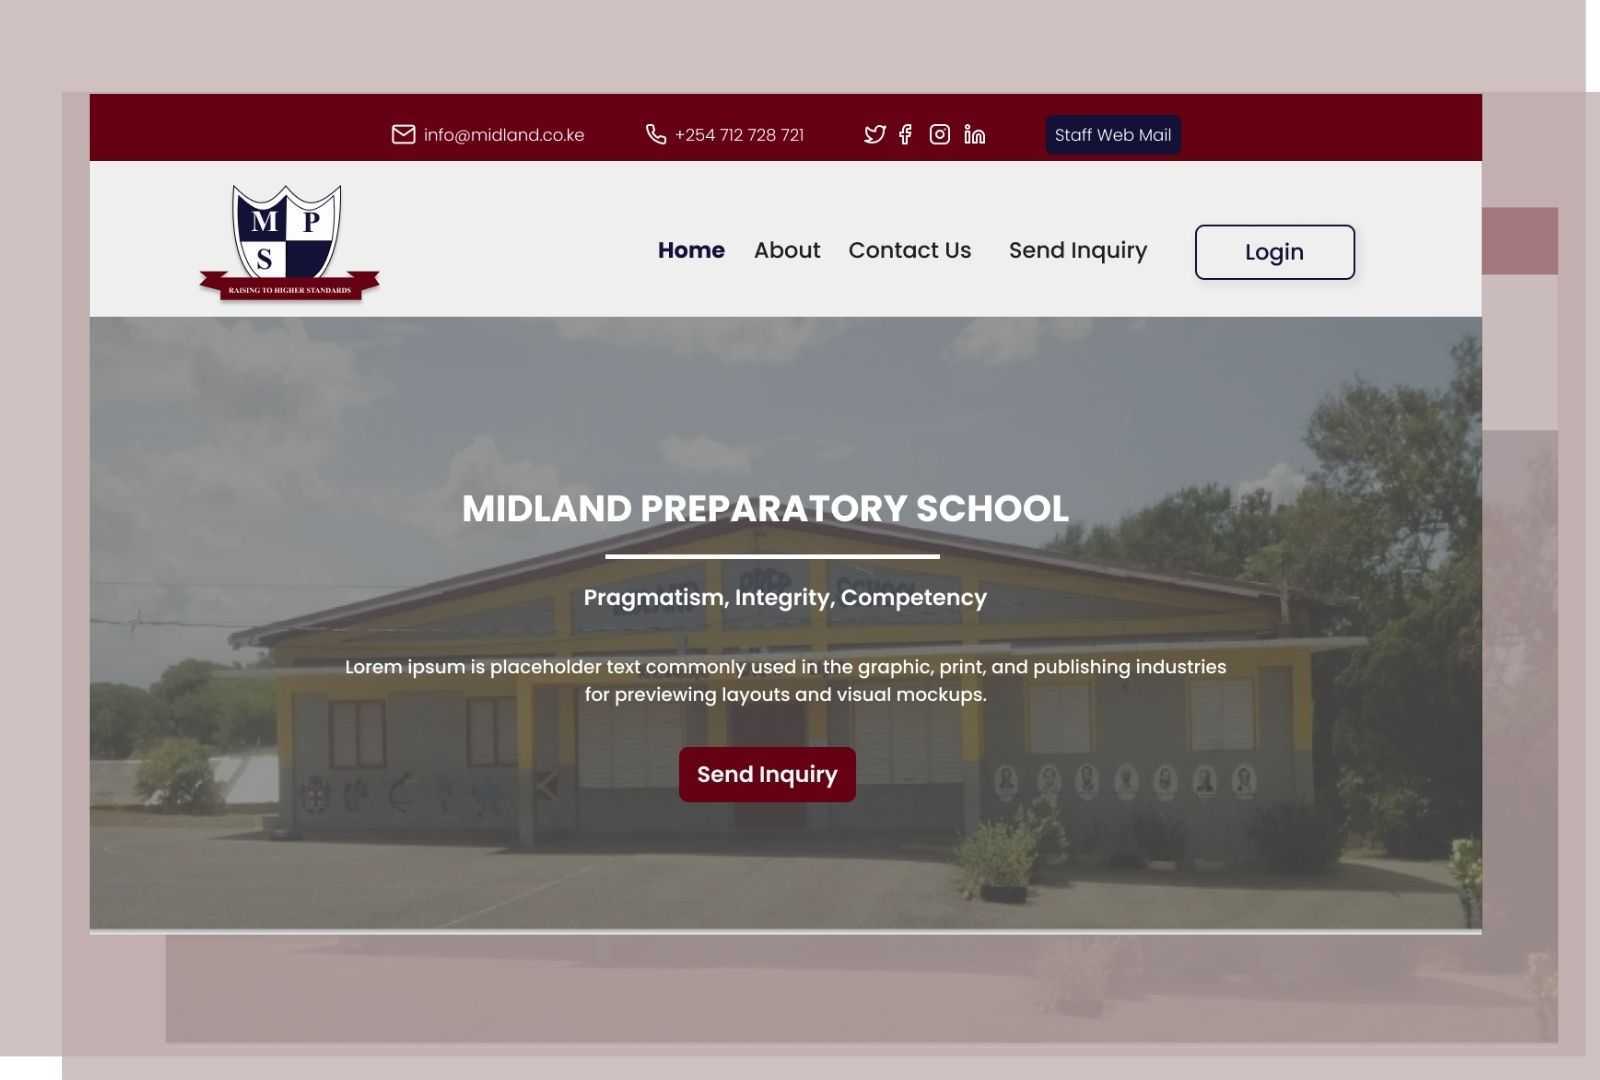 info@midland.co.ke
+254 712 728 721
Staff Web Mail
M P
S
RAISING TO HIGHER STANDARDS
Home About Contact Us Send Inquiry Login
MIDLAND PREPARATORY SCHOOL
Pragmatism, Integrity, Competency
Lorem ipsum is placeholder text commonly used in the graphic, print, and publishing industries
for previewing layouts and visual mockups.
Send Inquiry